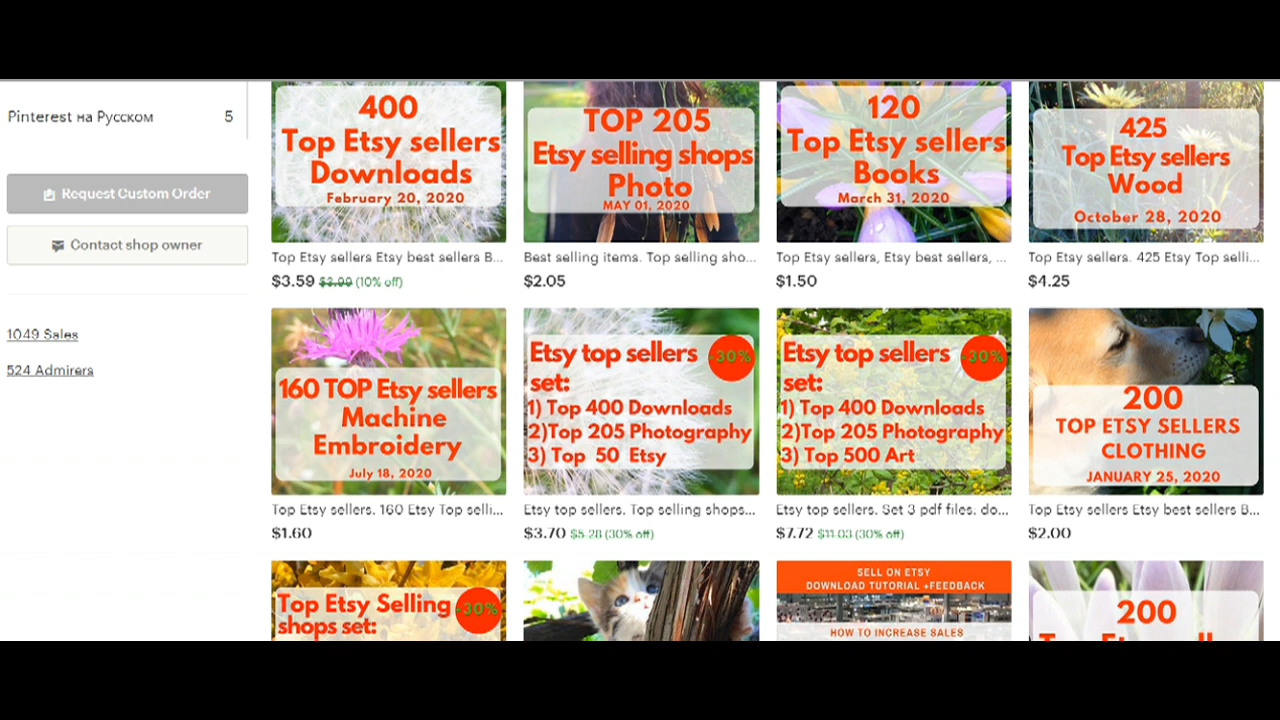 Pinterest на Русском 5
Request Custom Order
Contact shop owner
1049 Sales
524 Admirers
400
Top Etsy sellers
Downloads
February 20, 2020
Top Etsy sellers Etsy best sellers B...
$3.59 $3.99 (10% off)
TOP 205
Etsy selling shops
Photo
MAY 01, 2020
Best selling items. Top selling sho...
$2.05
120
Top Etsy sellers
Books
March 31, 2020
Top Etsy sellers, Etsy best sellers, ...
$1.50
425
Top Etsy sellers
Wood
October 28, 2020
Top Etsy sellers. 425 Etsy Top selli...
$4.25
160 TOP Etsy sellers
Machine
Embroidery
July 18, 2020
Top Etsy sellers. 160 Etsy Top selli...
$1.60
Etsy top sellers -30%
set:
1) Top 400 Downloads
2)Top 205 Photography
3) Top 50 Etsy
Etsy top sellers. Top selling shops...
$3.70 $5.28 (30% off)
Etsy top sellers -30%
set:
1) Top 400 Downloads
2)Top 205 Photography
3) Top 500 Art
Etsy top sellers. Set 3 pdf files: do...
$7.72 $11.03 (30% off)
200
TOP ETSY SELLERS
CLOTHING
JANUARY 25, 2020
Top Etsy sellers Etsy best sellers B...
$2.00
Top Etsy Selling -30%
shops set:
SELL ON ETSY
DOWNLOAD TUTORIAL +FEEDBACK
HOW TO INCREASE SALES
200